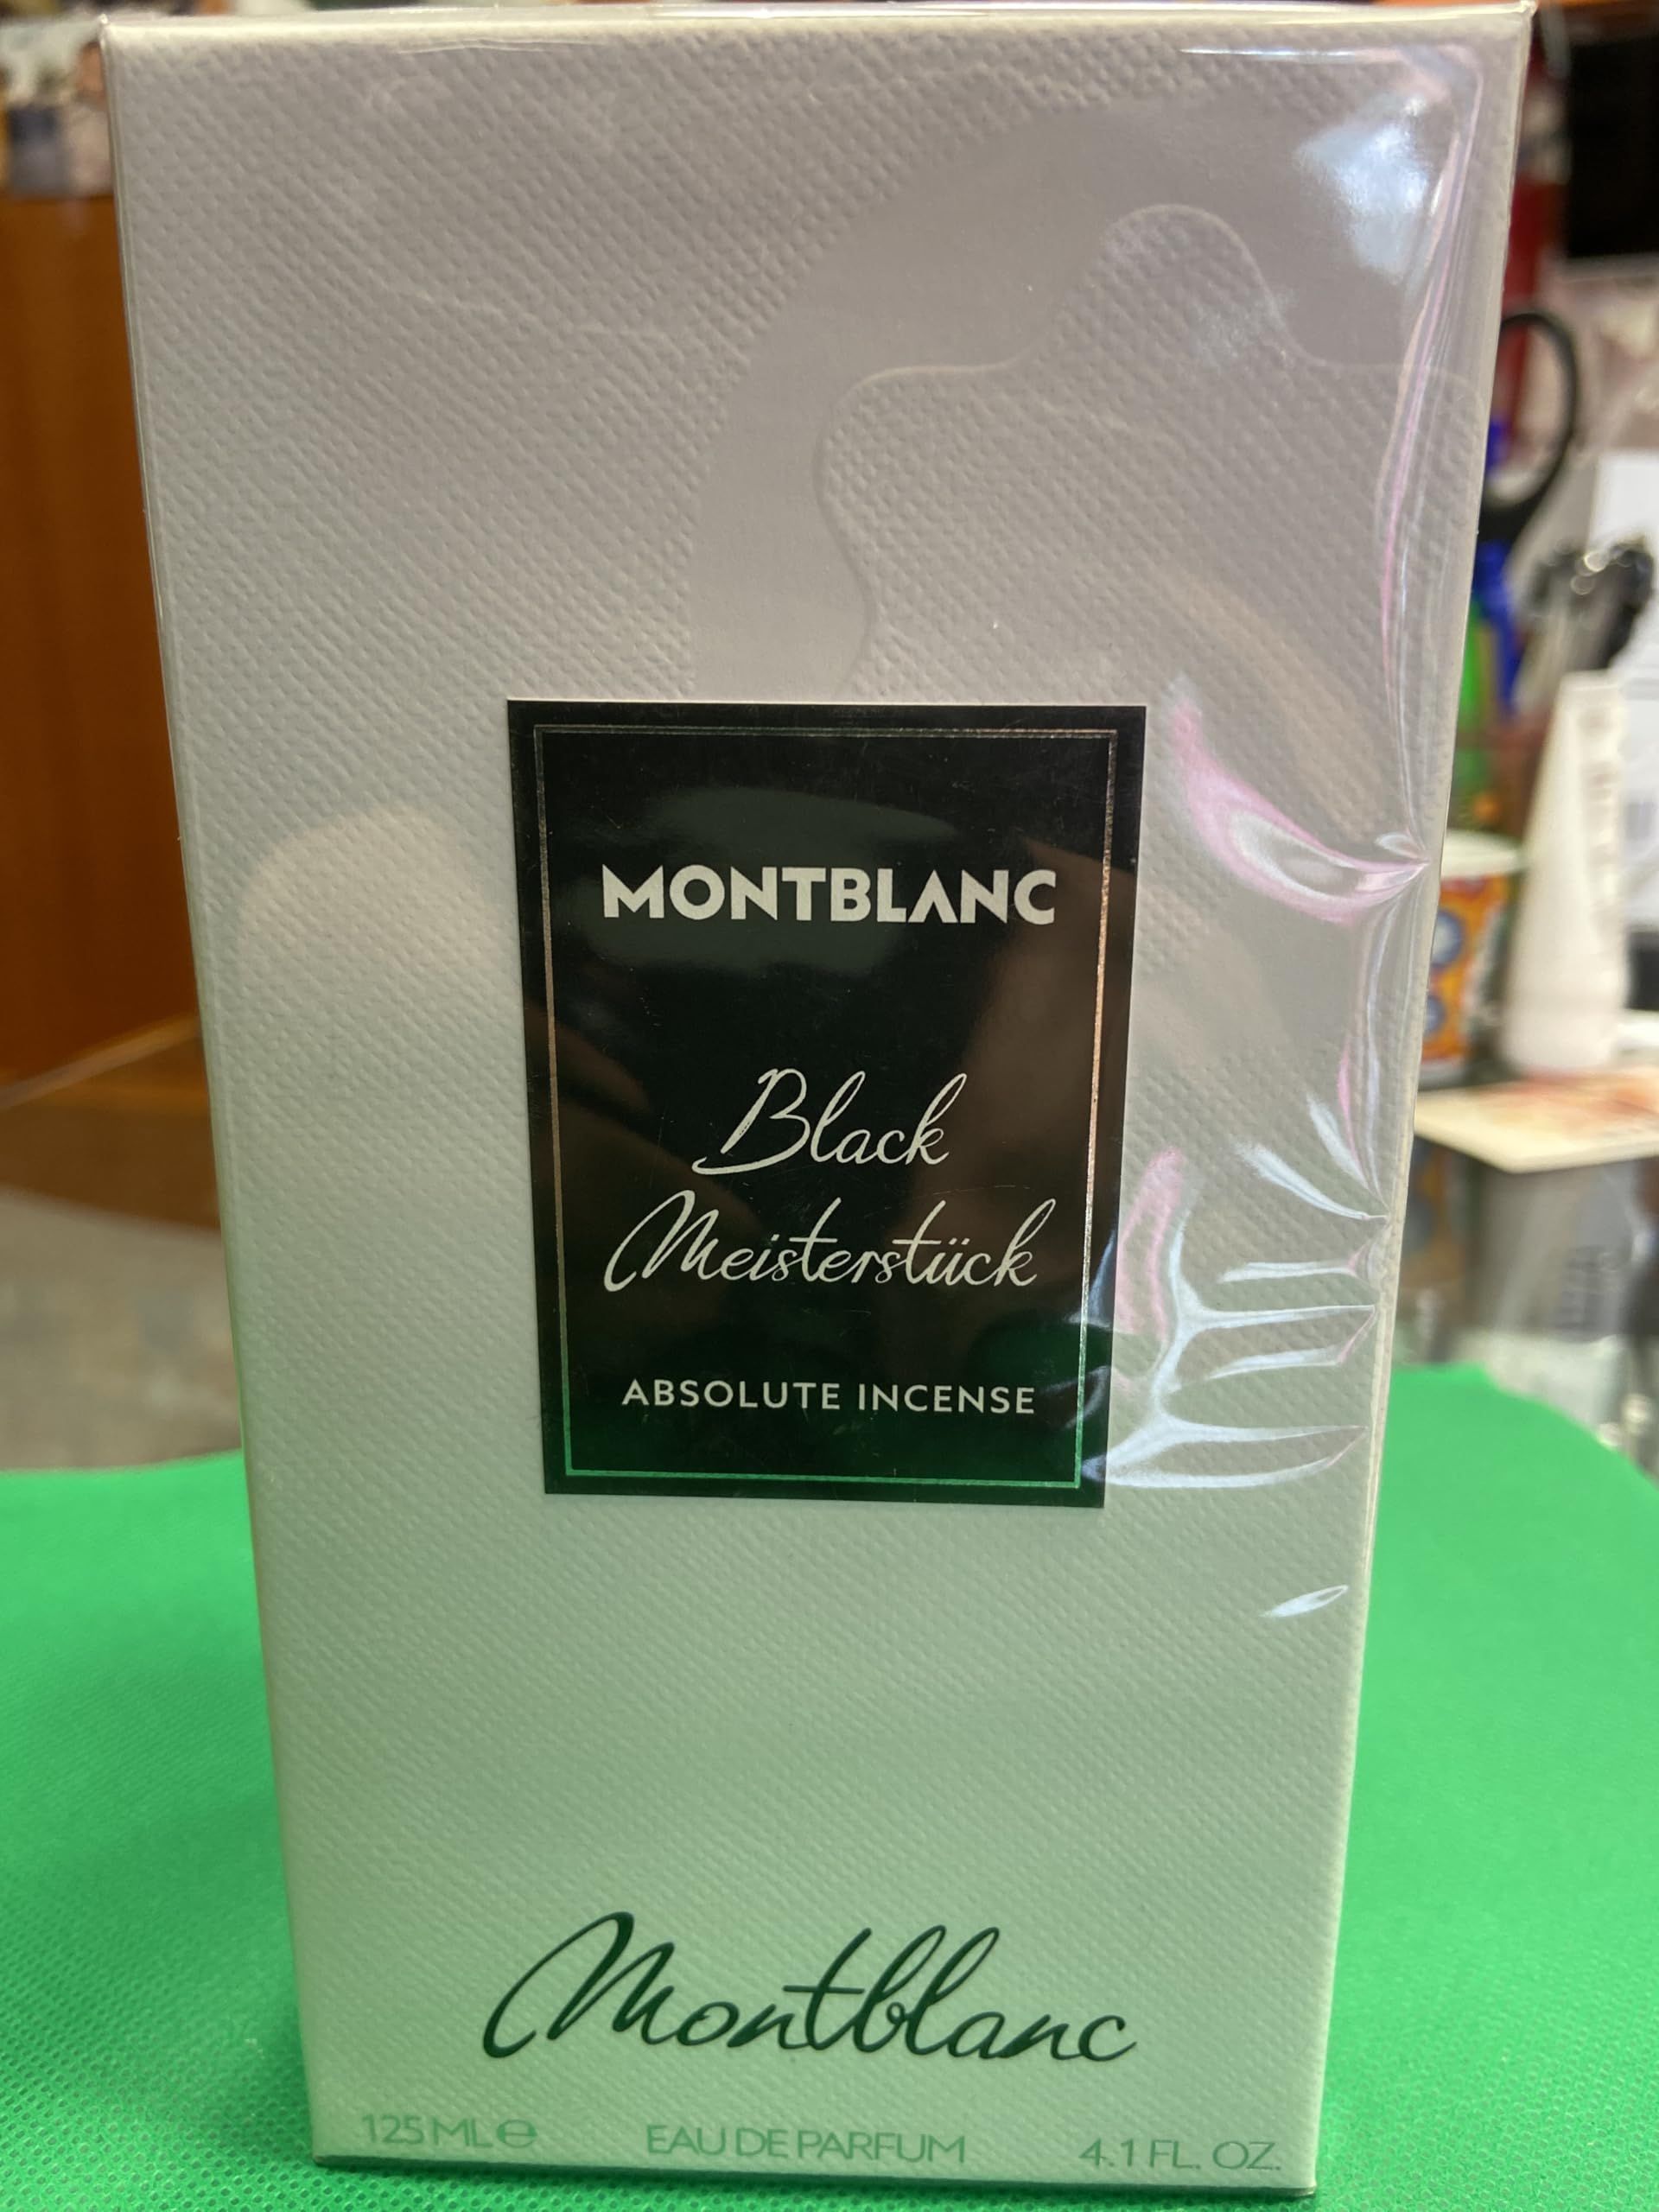 MONTBLANC
Black
Meisterstück
ABSOLUTE INCENSE
Montblanc
125 ML ℮ EAU DE PARFUM 4.1 FL. OZ.